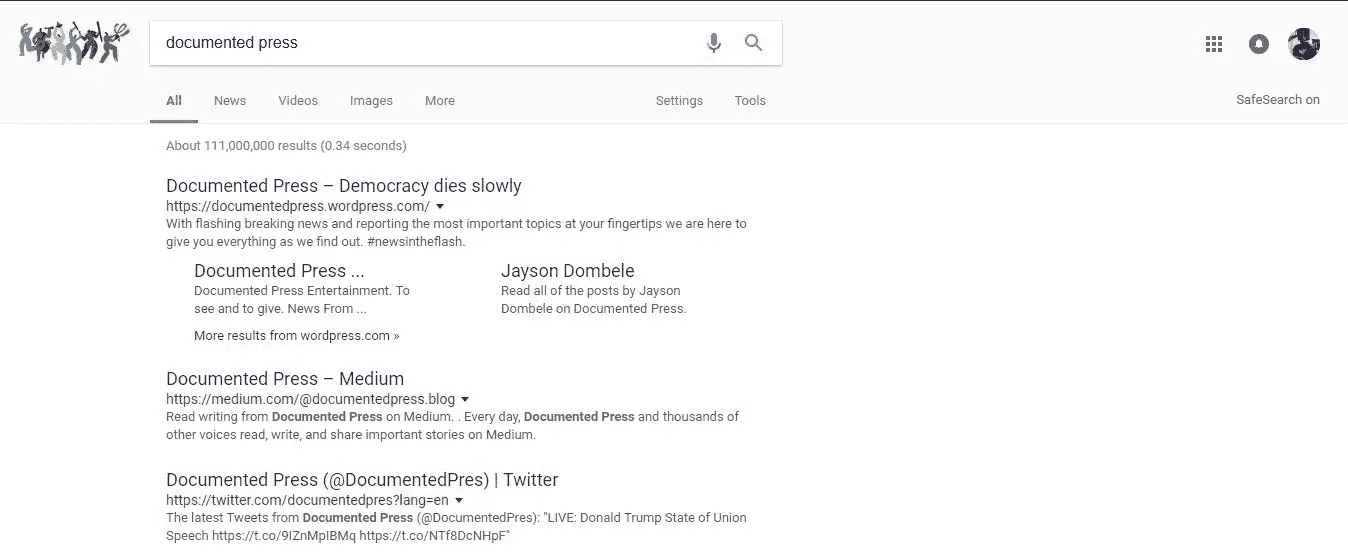 documented press
All News Videos Images More Settings Tools SafeSearch on
About 111,000,000 results (0.34 seconds)
Documented Press – Democracy dies slowly
https://documentedpress.wordpress.com/
With flashing breaking news and reporting the most important topics at your fingertips we are here to
give you everything as we find out. #newsintheflash.
Documented Press ...
Documented Press Entertainment. To
see and to give. News From ...
Jayson Dombele
Read all of the posts by Jayson
Dombele on Documented Press.
More results from wordpress.com »
Documented Press – Medium
https://medium.com/@documentedpress.blog
Read writing from Documented Press on Medium. . Every day, Documented Press and thousands of
other voices read, write, and share important stories on Medium.
Documented Press (@DocumentedPres) | Twitter
https://twitter.com/documentedpres?lang=en
The latest Tweets from Documented Press (@DocumentedPres): "LIVE: Donald Trump State of Union
Speech https://t.co/9IZnMpIBMq https://t.co/NTf8DcNHpF"